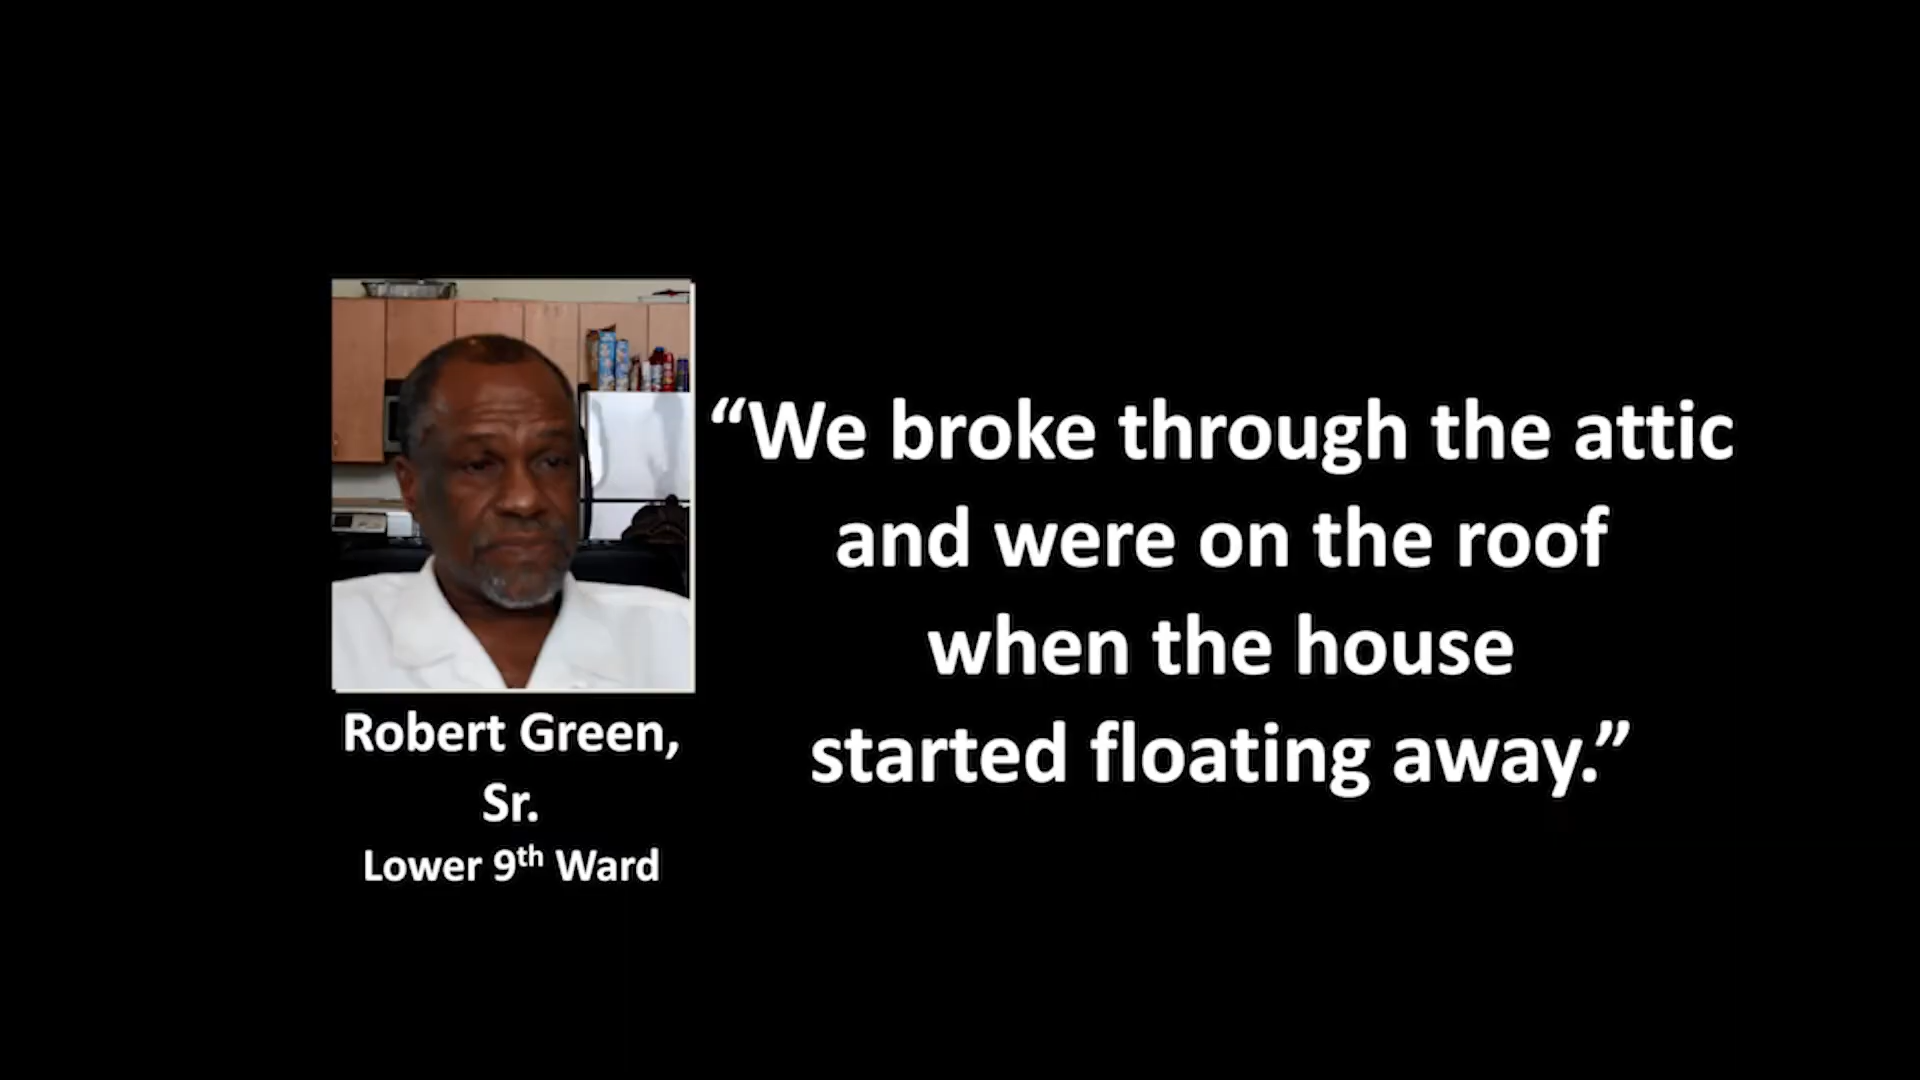 “We broke through the attic
and were on the roof
when the house
started floating away.”
Robert Green,
Sr.
Lower 9th Ward